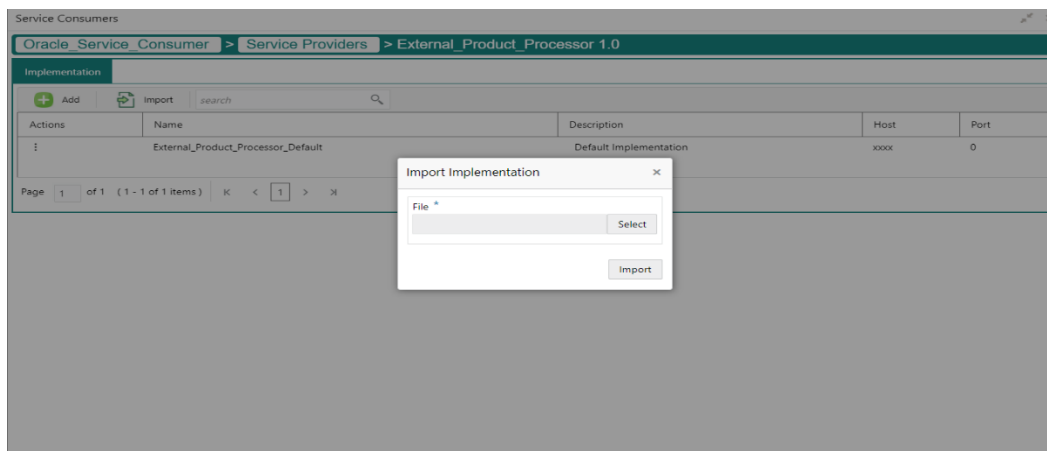 Service Consumers
Oracle_Service_Consumer > Service Providers > External_Product_Processor 1.0
Implementation
Add Import search
Actions Name Description Host Port
External_Product_Processor_Default Default Implementation xxxx 0
Page 1 of 1 (1 - 1 of 1 items) 1
Import Implementation
File *
Select
Import